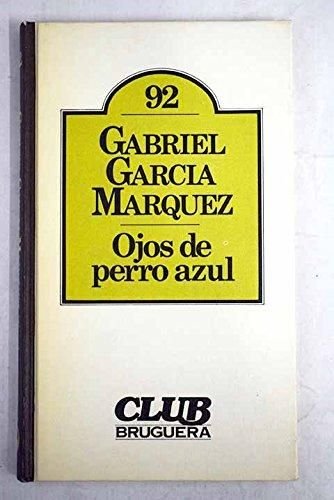 92
GABRIEL
GARCIA
MARQUEZ
Ojos de
perro azul
CLUB
BRUGUERA